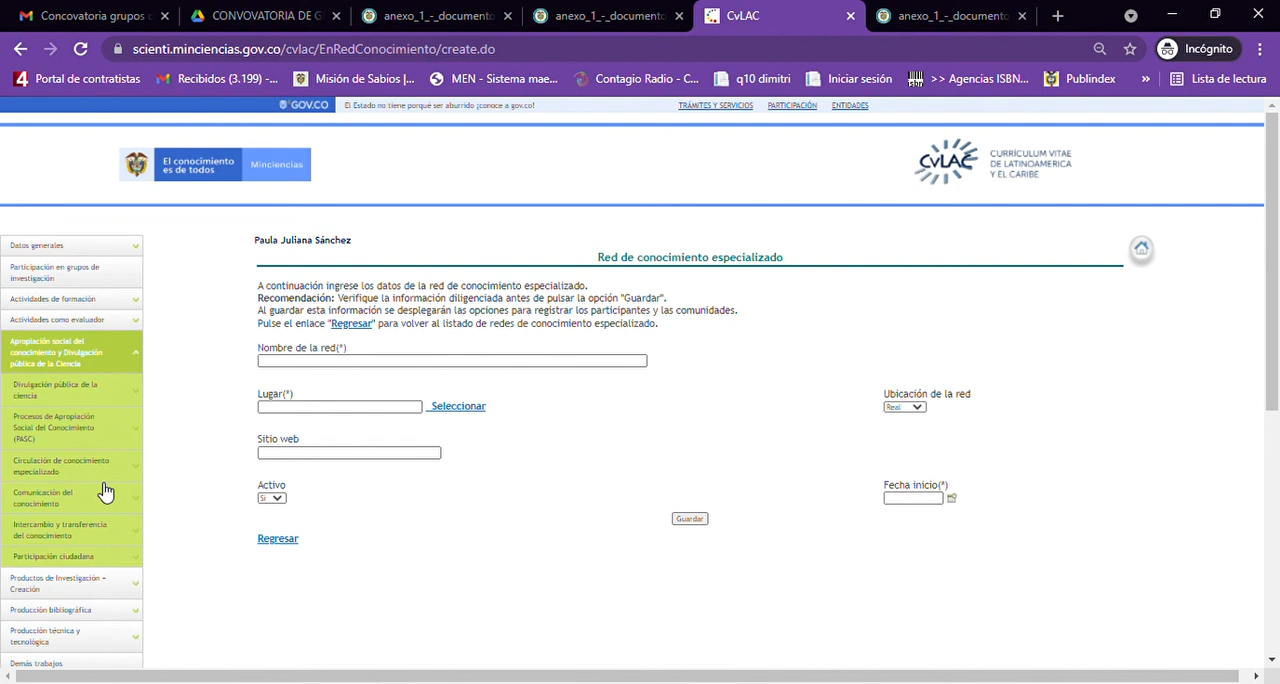 Concovatoria grupos c
CONVOVATORIA DE G
anexo_1_-_documento
anexo_1_-_documento
CvLAC
anexo_1_-_documento
scienti.minciencias.gov.co/cvlac/EnRedConocimiento/create.do
Incógnito
Portal de contratistas
Recibidos (3.199) -...
Misión de Sabios |...
MEN - Sistema mae...
Contagio Radio - C...
q10 dimitri
Iniciar sesión
>> Agencias ISBN...
Publindex
»
Lista de lectura
GOV.CO
El Estado no tiene porqué ser aburrido ¡conoce a gov.co!
TRÁMITES Y SERVICIOS
PARTICIPACIÓN
ENTIDADES
El conocimiento
es de todos
Minciencias
CvLAC
CURRÍCULUM VITAE
DE LATINOAMERICA
Y EL CARIBE
Datos generales
Participación en grupos de
investigación
Actividades de formación
Actividades como evaluador
Apropiación social del
conocimiento y Divulgación
pública de la Ciencia
Divulgación pública de la
ciencia
Procesos de Apropiación
Social del Conocimiento
(PASC)
Circulación de conocimiento
especializado
Comunicación del
conocimiento
Intercambio y transferencia
del conocimiento
Participación ciudadana
Productos de Investigación -
Creación
Producción bibliográfica
Producción técnica y
tecnológica
Demás trabajos
Paula Juliana Sánchez
Red de conocimiento especializado
A continuación ingrese los datos de la red de conocimiento especializado.
Recomendación: Verifique la información diligenciada antes de pulsar la opción "Guardar".
Al guardar esta información se desplegarán las opciones para registrar los participantes y las comunidades.
Pulse el enlace "Regresar" para volver al listado de redes de conocimiento especializado.
Nombre de la red(*)
Lugar(*)
Seleccionar
Ubicación de la red
Real
Sitio web
Activo
Sí
Fecha inicio(*)
Guardar
Regresar